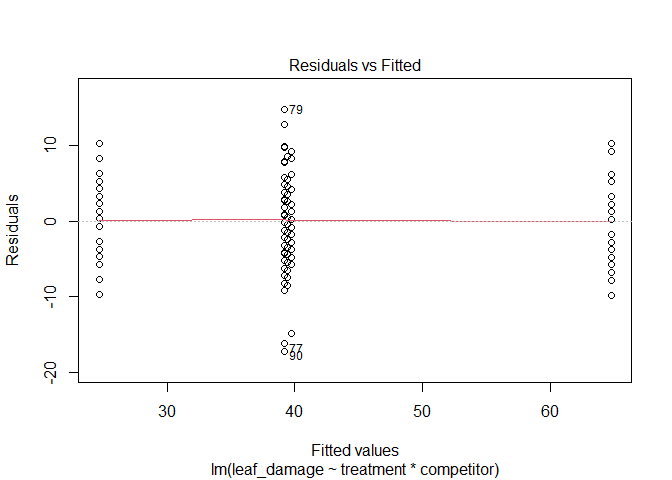 Residuals vs Fitted
Residuals
10
0
-10
-20
79
77
90
30 40 50 60
Fitted values
lm(leaf_damage ~ treatment * competitor)